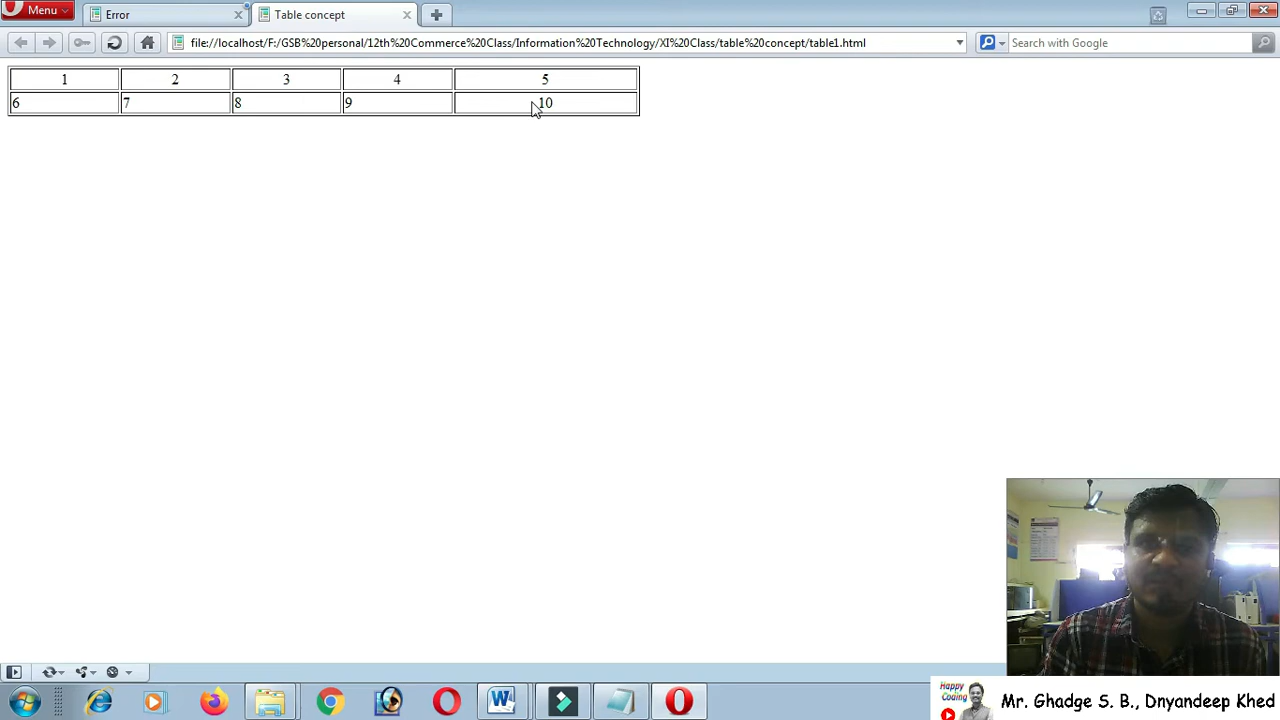 Menu
Error
Table concept
file://localhost/F:/GSB%20personal/12th%20Commerce%20Class/Information%20Technology/XI%20Class/table%20concept/table1.html
Search with Google
1 2 3 4 5
6 7 8 9 10
Happy
Coding
Mr. Ghadge S. B., Dnyandeep Khed